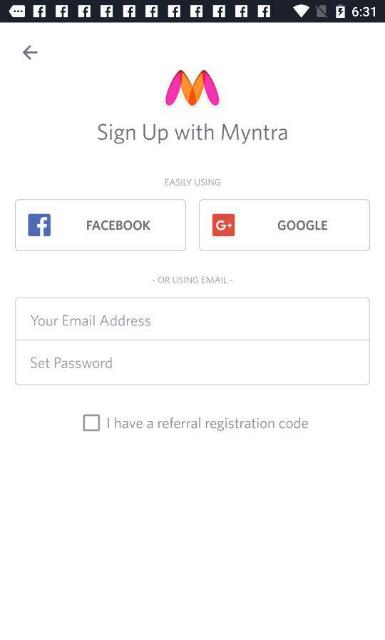 6:31
Sign Up with Myntra
EASILY USING
FACEBOOK
G+ GOOGLE
- OR USING EMAIL -
Your Email Address
Set Password
I have a referral registration code